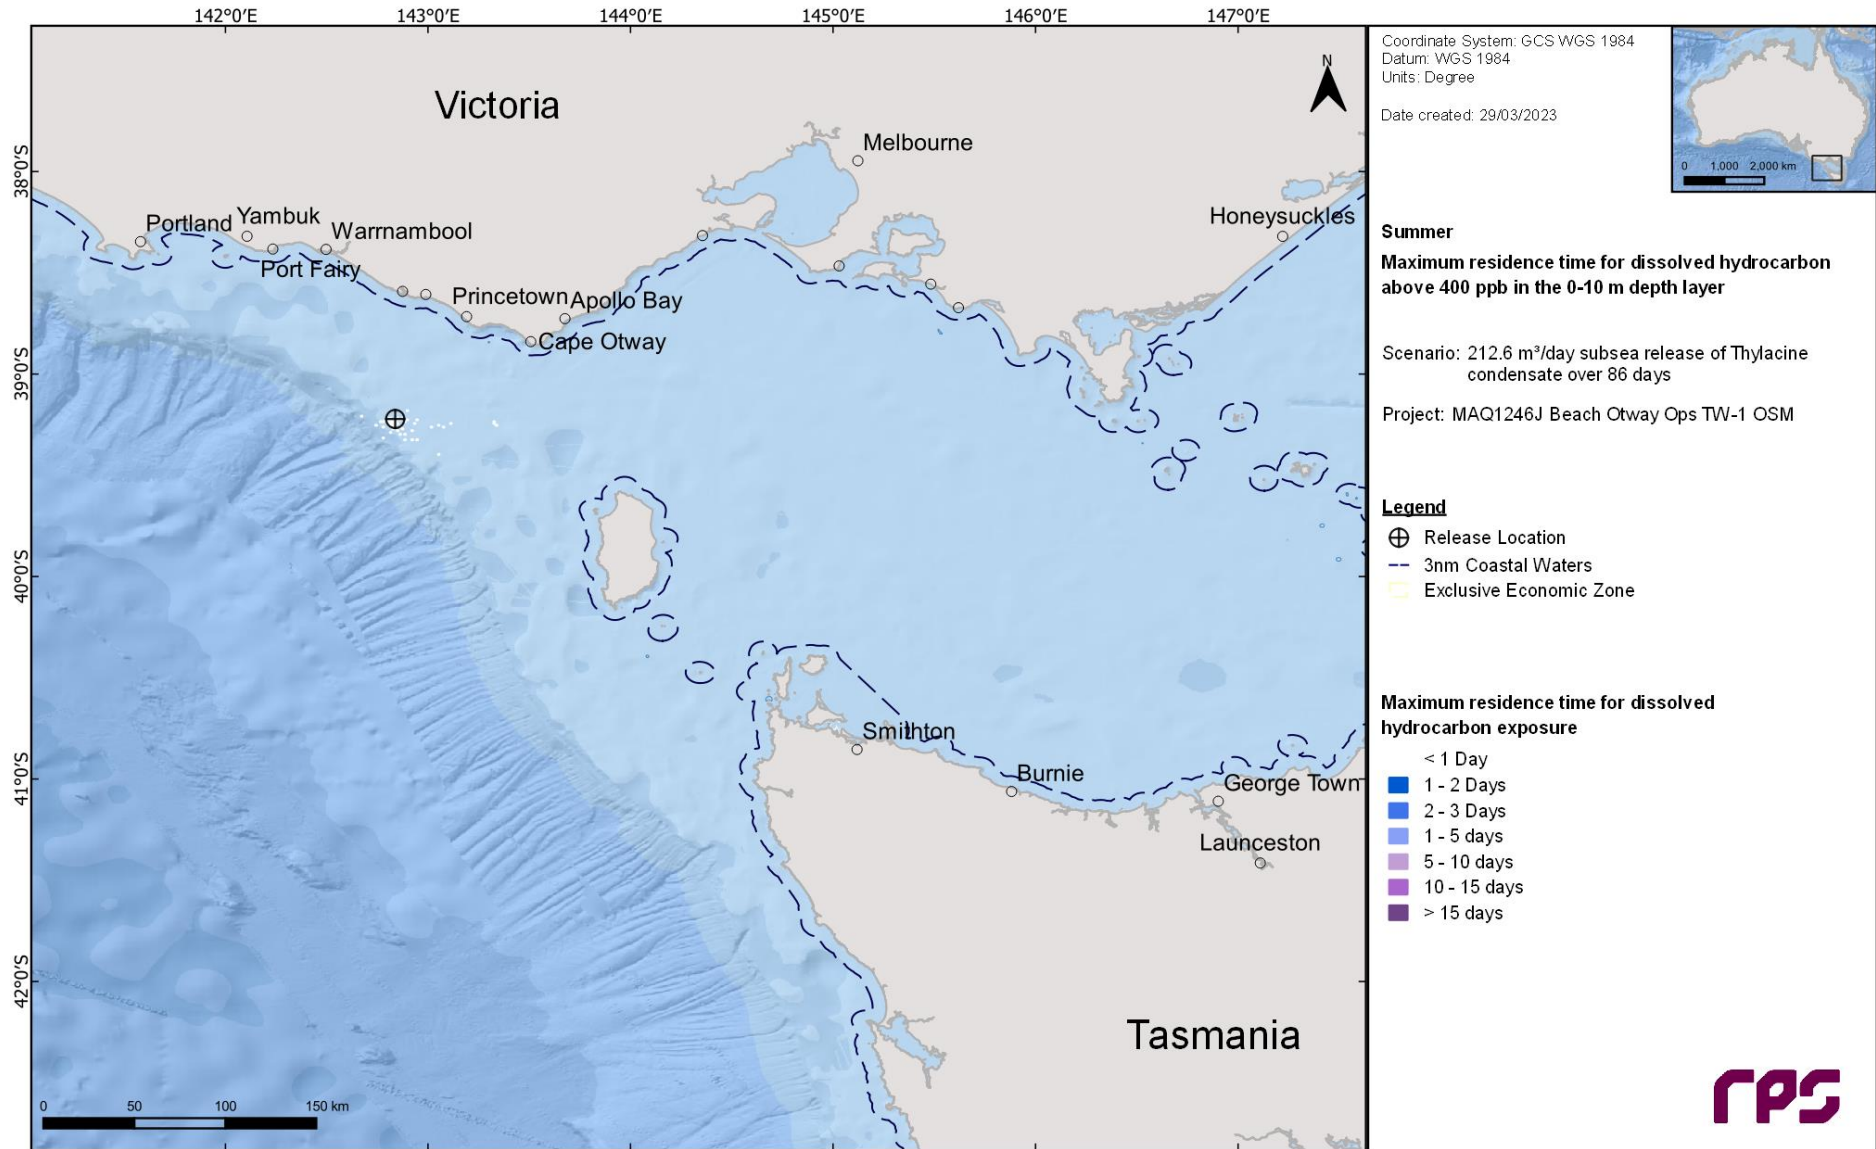 142°0'E 143°0'E 144°0'E 145°0'E 146°0'E 147°0'E
38°0'S
39°0'S
40°0'S
41°0'S
42°0'S
Victoria
Melbourne
Portland
Yambuk
Warrnambool
Port Fairy
Honeysuckles
Princetown
Apollo Bay
Cape Otway
Smithton
Burnie
George Town
Launceston
Tasmania
N
0 50 100 150 km
Coordinate System: GCS WGS 1984
Datum: WGS 1984
Units: Degree
Date created: 29/03/2023
0 1,000 2,000 km
Summer
Maximum residence time for dissolved hydrocarbon
above 400 ppb in the 0-10 m depth layer
Scenario: 212.6 m³/day subsea release of Thylacine
condensate over 86 days
Project: MAQ1246J Beach Otway Ops TW-1 OSM
Legend
Release Location
3nm Coastal Waters
Exclusive Economic Zone
Maximum residence time for dissolved
hydrocarbon exposure
< 1 Day
1 - 2 Days
2 - 3 Days
1 - 5 days
5 - 10 days
10 - 15 days
> 15 days
rps